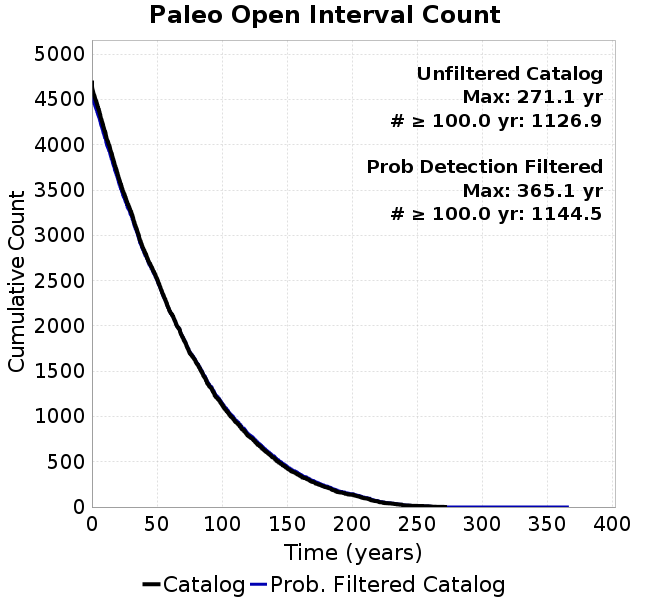 Paleo Open Interval Count
Unfiltered Catalog
Max: 271.1 yr
# ≥ 100.0 yr: 1126.9
Prob Detection Filtered
Max: 365.1 yr
# ≥ 100.0 yr: 1144.5
Cumulative Count
5000
4500
4000
3500
3000
2500
2000
1500
1000
500
0
0 50 100 150 200 250 300 350 400
Time (years)
Catalog Prob. Filtered Catalog